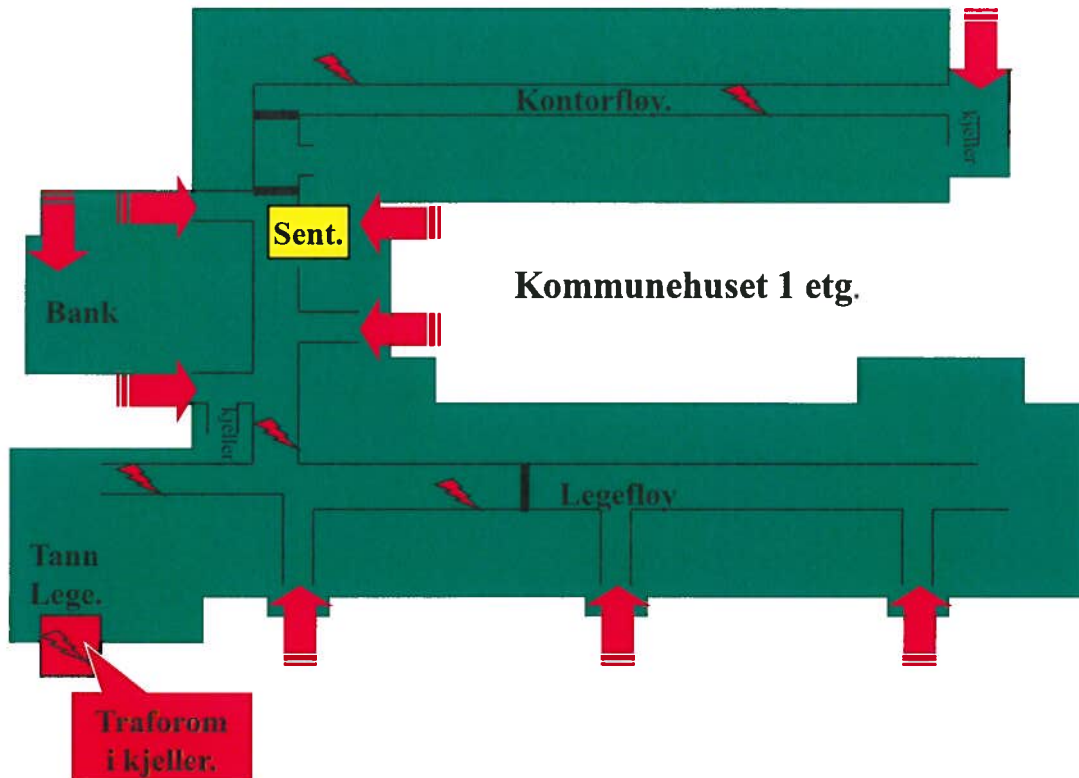 Kontorfløy.
kjeller
Sent.
Kommunehuset 1 etg.
Bank
kjeller
Legefløy
Tann
Lege.
Traforom
i kjeller.